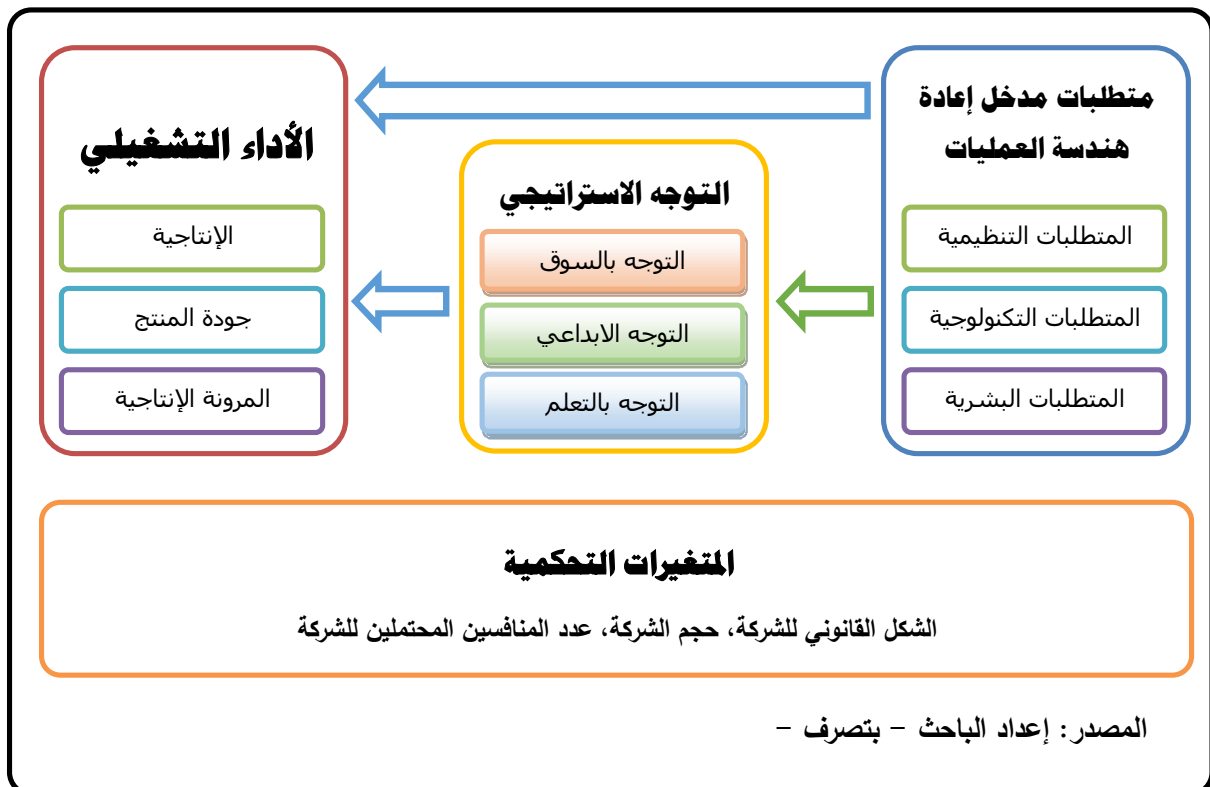 متطلبات مدخل إعادة
هندسة العمليات
المتطلبات التنظيمية
المتطلبات التكنولوجية
المتطلبات البشرية
التوجه الاستراتيجي
التوجه بالسوق
التوجه الابداعي
التوجه بالتعلم
الأداء التشغيلي
الإنتاجية
جودة المنتج
المرونة الإنتاجية
المتغيرات التحكمية
الشكل القانوني للشركة، حجم الشركة، عدد المنافسين المحتملين للشركة
المصدر: إعداد الباحث – بتصرف –